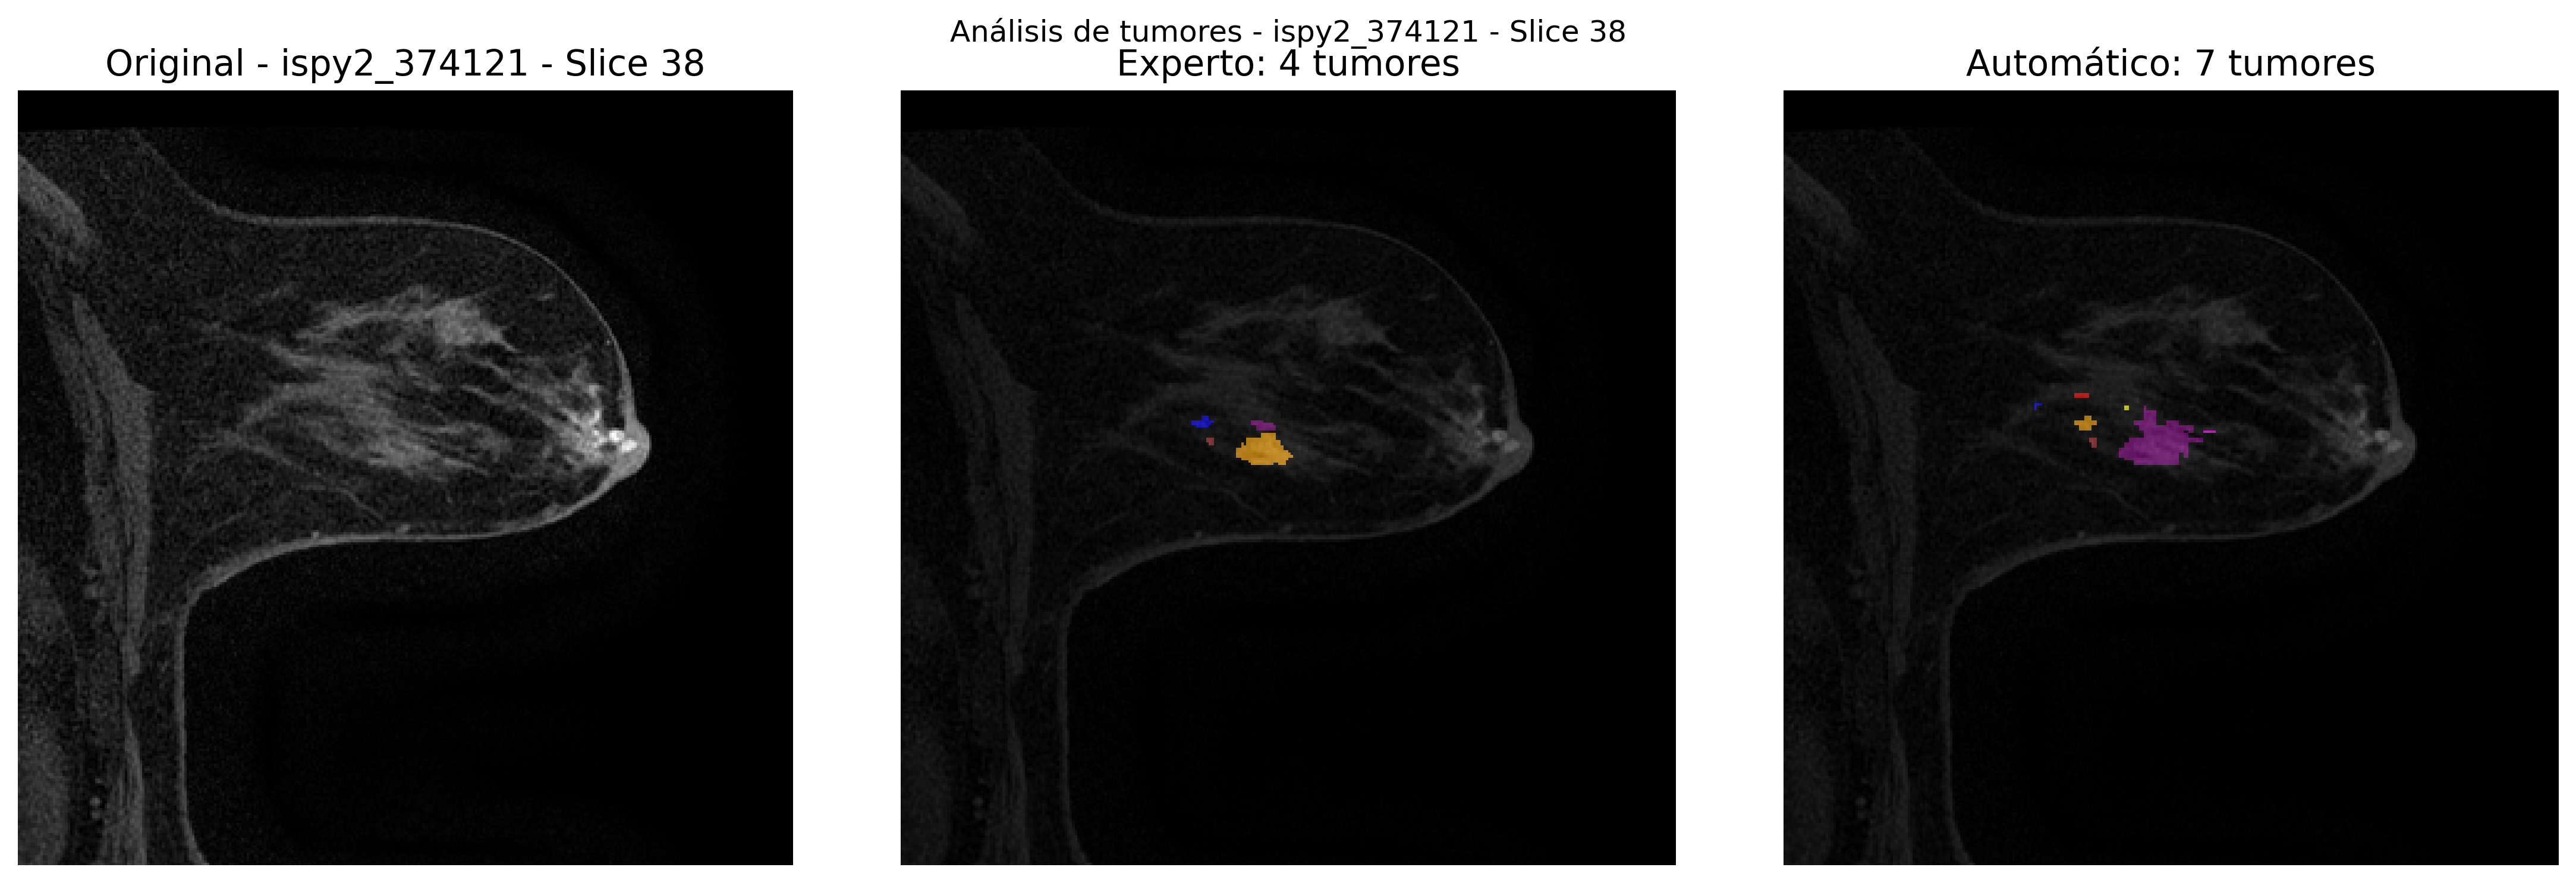 Análisis de tumores - ispy2_374121 - Slice 38
Original - ispy2_374121 - Slice 38
Experto: 4 tumores
Automático: 7 tumores